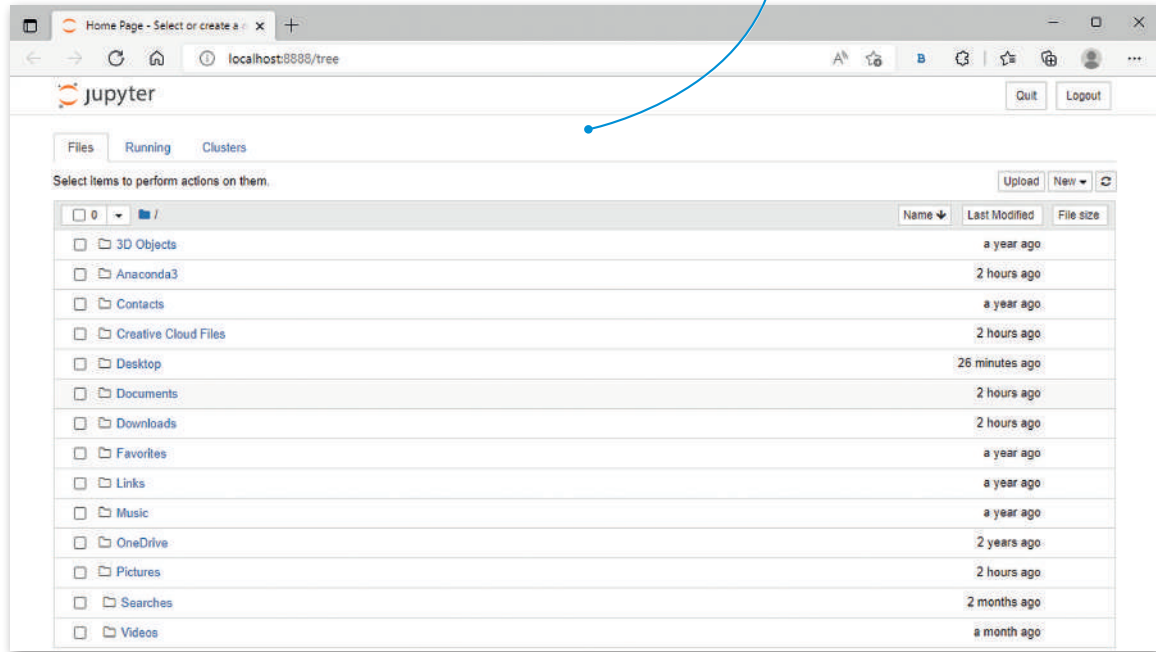 Home Page - Select or create a
localhost:8888/tree
B
jupyter
Quit Logout
Files Running Clusters
Select items to perform actions on them.
Upload New
0 / Name Last Modified File size
3D Objects a year ago
Anaconda3 2 hours ago
Contacts a year ago
Creative Cloud Files 2 hours ago
Desktop 26 minutes ago
Documents 2 hours ago
Downloads 2 hours ago
Favorites a year ago
Links a year ago
Music a year ago
OneDrive 2 years ago
Pictures 2 hours ago
Searches 2 months ago
Videos a month ago